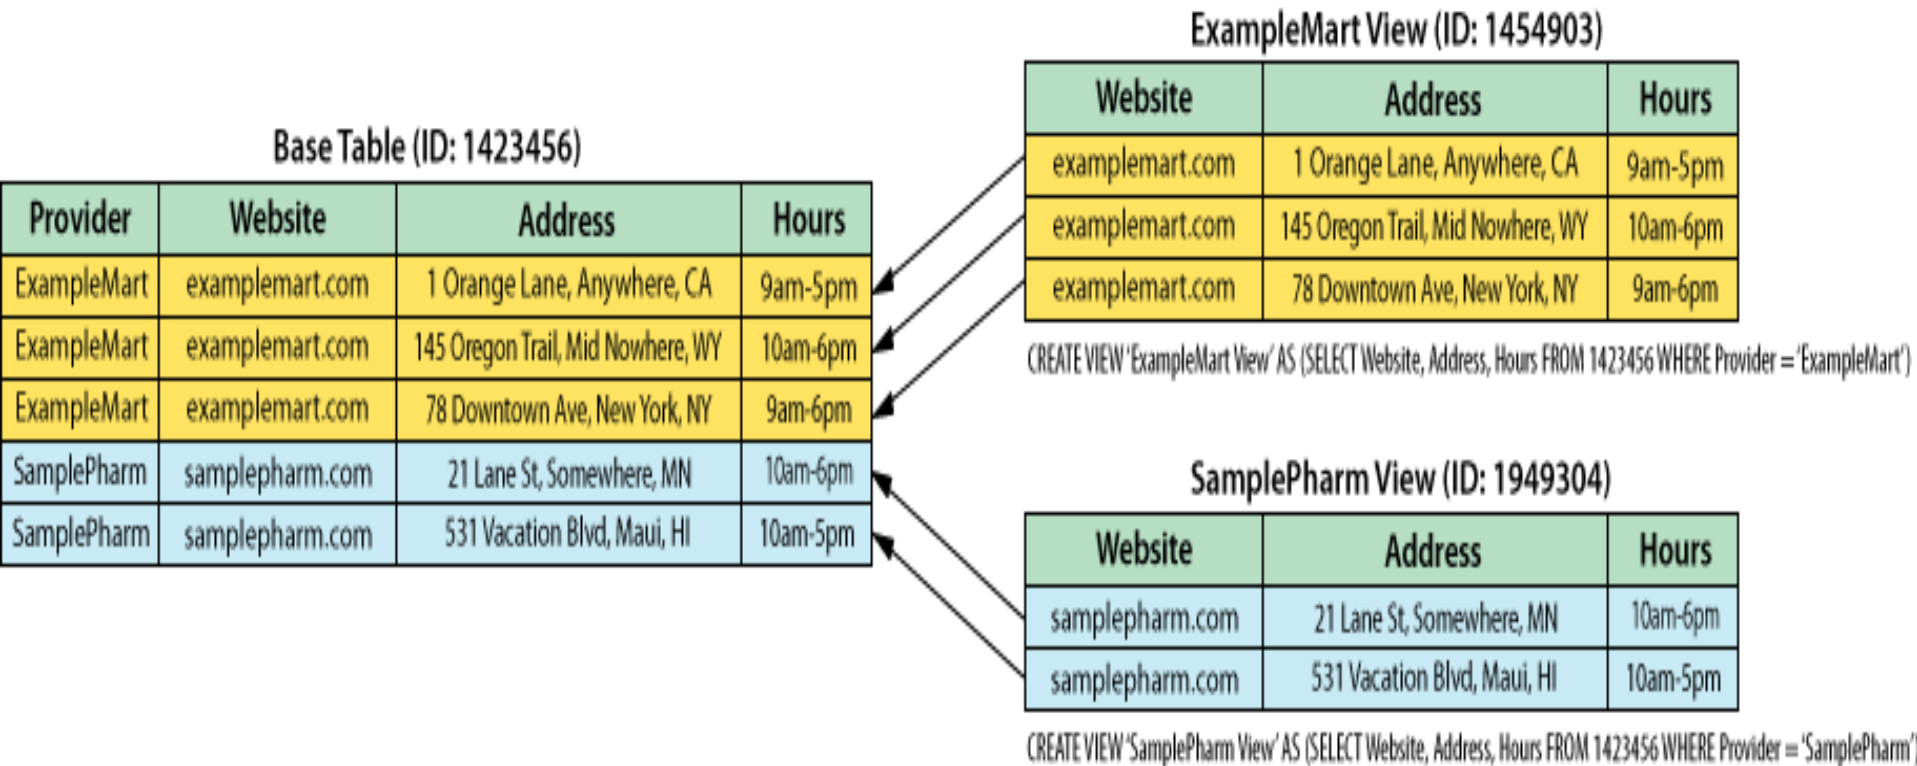 Base Table (ID: 1423456)
Provider Website Address Hours
ExampleMart examplemart.com 1 Orange Lane, Anywhere, CA 9am-5pm
ExampleMart examplemart.com 145 Oregon Trail, Mid Nowhere, WY 10am-6pm
ExampleMart examplemart.com 78 Downtown Ave, New York, NY 9am-6pm
SamplePharm samplepharm.com 21 Lane St, Somewhere, MN 10am-6pm
SamplePharm samplepharm.com 531 Vacation Blvd, Maui, HI 10am-5pm
ExampleMart View (ID: 1454903)
Website Address Hours
examplemart.com 1 Orange Lane, Anywhere, CA 9am-5pm
examplemart.com 145 Oregon Trail, Mid Nowhere, WY 10am-6pm
examplemart.com 78 Downtown Ave, New York, NY 9am-6pm
CREATE VIEW ‘ExampleMart View’ AS (SELECT Website, Address, Hours FROM 1423456 WHERE Provider = ‘ExampleMart’)
SamplePharm View (ID: 1949304)
Website Address Hours
samplepharm.com 21 Lane St, Somewhere, MN 10am-6pm
samplepharm.com 531 Vacation Blvd, Maui, HI 10am-5pm
CREATE VIEW ‘SamplePharm View’ AS (SELECT Website, Address, Hours FROM 1423456 WHERE Provider = ‘SamplePharm’)